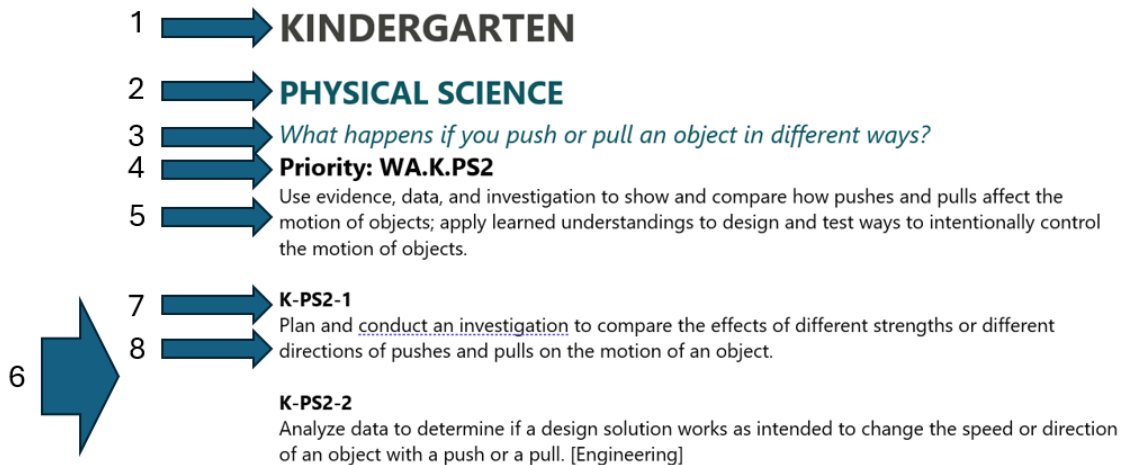 1 KINDERGARTEN
2 PHYSICAL SCIENCE
3 What happens if you push or pull an object in different ways?
4 Priority: WA.K.PS2
Use evidence, data, and investigation to show and compare how pushes and pulls affect the
5 motion of objects; apply learned understandings to design and test ways to intentionally control
the motion of objects.
7 K-PS2-1
Plan and conduct an investigation to compare the effects of different strengths or different
8 directions of pushes and pulls on the motion of an object.
6
K-PS2-2
Analyze data to determine if a design solution works as intended to change the speed or direction
of an object with a push or a pull. [Engineering]